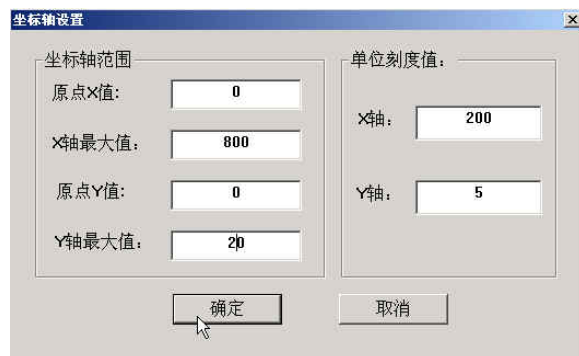 坐标轴设置
坐标轴范围
原点X值: 0
X轴最大值: 800
原点Y值: 0
Y轴最大值: 20
单位刻度值:
X轴: 200
Y轴: 5
确定
取消